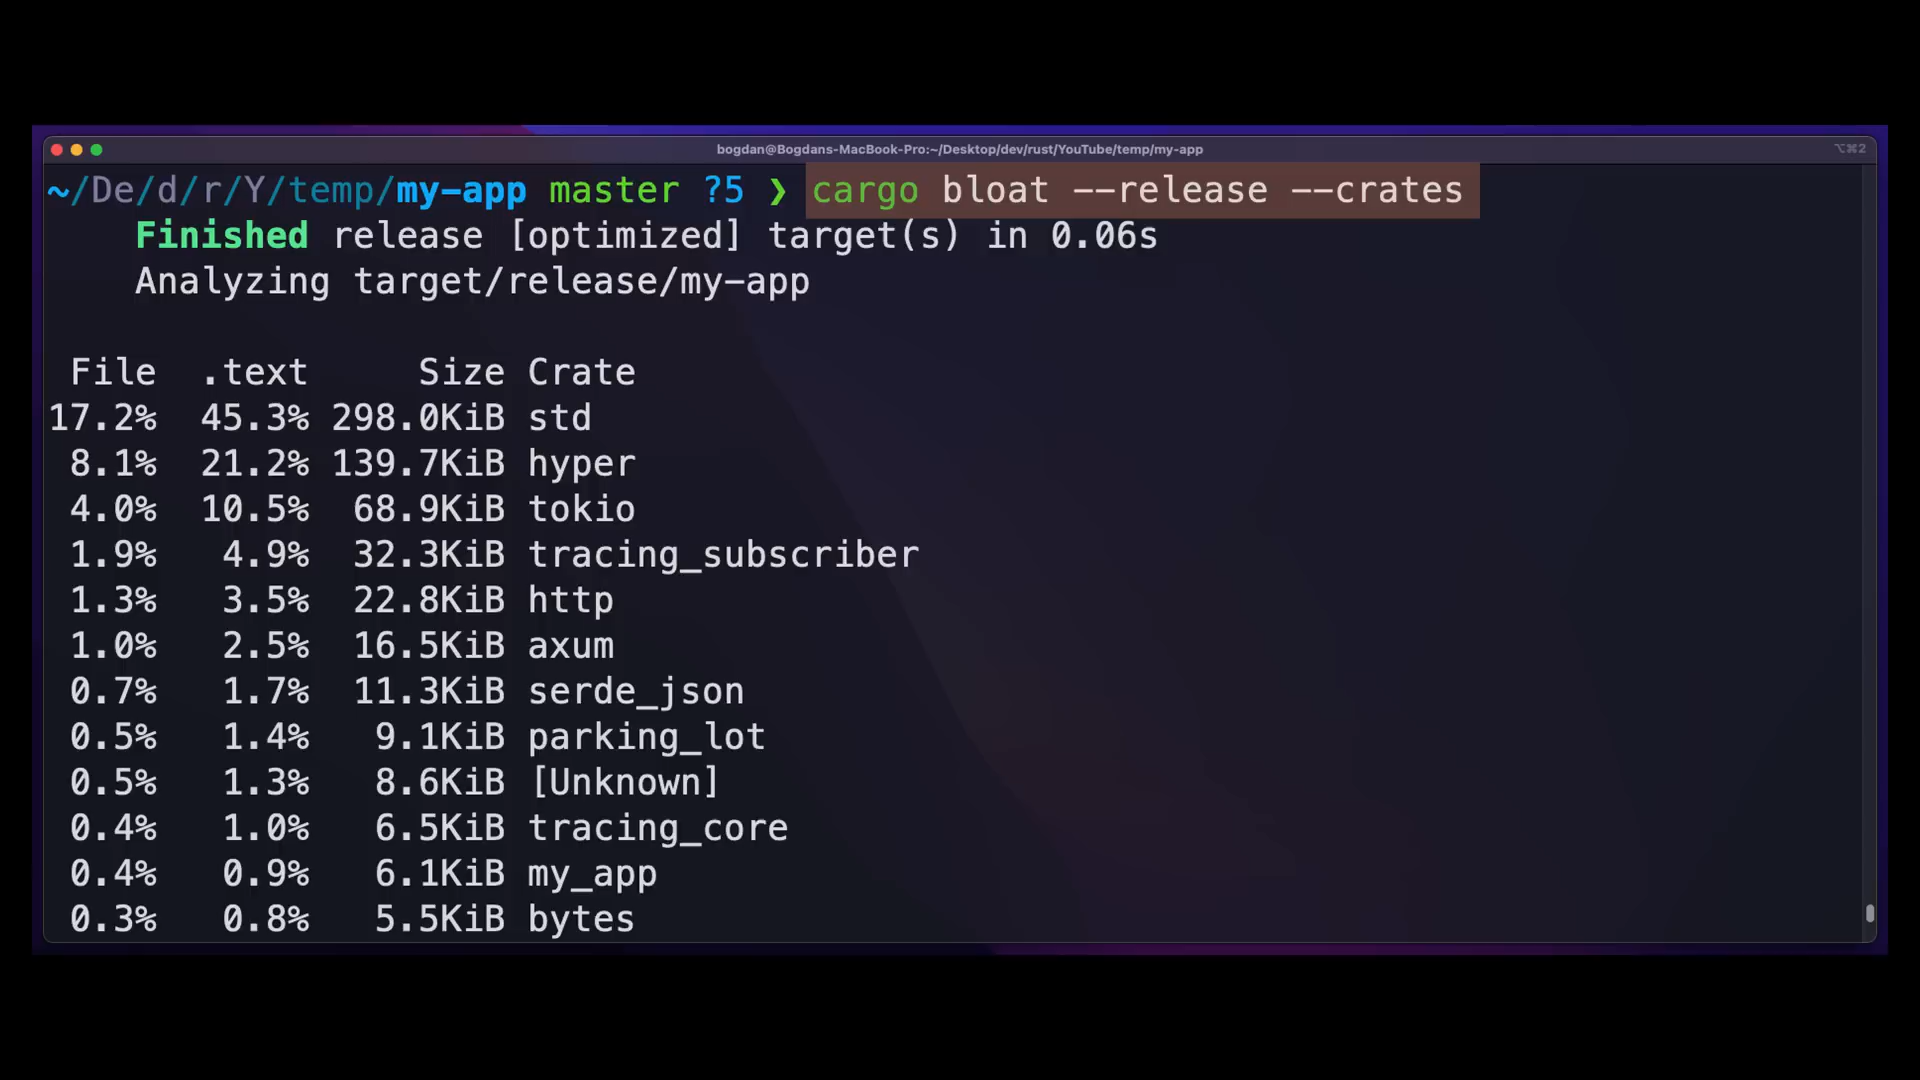 bogdan@Bogdans-MacBook-Pro:~/Desktop/dev/rust/YouTube/temp/my-app
⌥⌘2
~/De/d/r/Y/temp/my-app master ?5 ❯ cargo bloat --release --crates
Finished release [optimized] target(s) in 0.06s
Analyzing target/release/my-app
File .text Size Crate
17.2% 45.3% 298.0KiB std
8.1% 21.2% 139.7KiB hyper
4.0% 10.5% 68.9KiB tokio
1.9% 4.9% 32.3KiB tracing_subscriber
1.3% 3.5% 22.8KiB http
1.0% 2.5% 16.5KiB axum
0.7% 1.7% 11.3KiB serde_json
0.5% 1.4% 9.1KiB parking_lot
0.5% 1.3% 8.6KiB [Unknown]
0.4% 1.0% 6.5KiB tracing_core
0.4% 0.9% 6.1KiB my_app
0.3% 0.8% 5.5KiB bytes